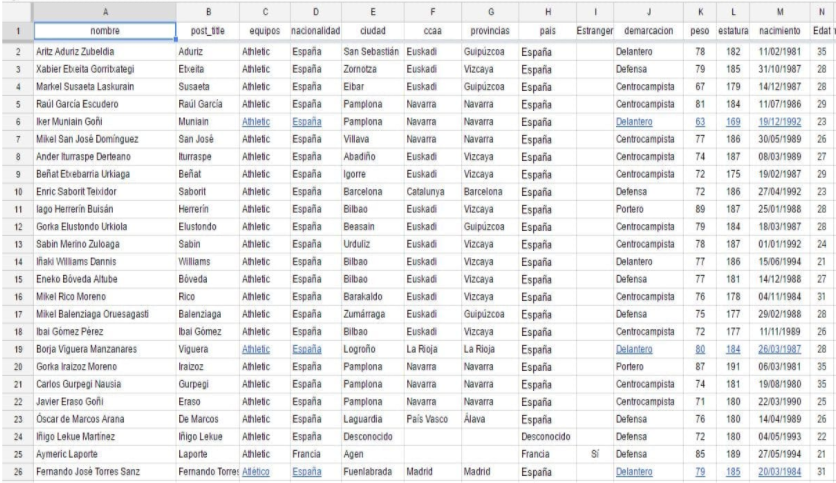 A B C D E F G H I J K L M N
1 nombre post_title equipos nacionalidad ciudad ccaa provincias país Estranger demarcacion peso estatura nacimiento Edat
2 Aritz Aduriz Zubeldia Aduriz Athletic España San Sebastián Euskadi Guipúzcoa España Delantero 78 182 11/02/1981 35
3 Xabier Etxeita Gorritxategi Etxeita Athletic España Zornotza Euskadi Vizcaya España Defensa 79 185 31/10/1987 28
4 Markel Susaeta Laskurain Susaeta Athletic España Eibar Euskadi Guipúzcoa España Centrocampista 67 179 14/12/1987 28
5 Raúl García Escudero Raúl García Athletic España Pamplona Navarra Navarra España Centrocampista 81 184 11/07/1986 29
6 Iker Muniain Goñi Muniain Athletic España Pamplona Navarra Navarra España Delantero 63 169 19/12/1992 23
7 Mikel San José Domínguez San José Athletic España Villava Navarra Navarra España Centrocampista 77 186 30/05/1989 26
8 Ander Iturraspe Derteano Iturraspe Athletic España Abadiño Euskadi Vizcaya España Centrocampista 74 187 08/03/1989 27
9 Beñat Etxebarria Urkiaga Beñat Athletic España Igorre Euskadi Vizcaya España Centrocampista 72 175 19/02/1987 29
10 Enric Saborit Teixidor Saborit Athletic España Barcelona Catalunya Barcelona España Defensa 72 186 27/04/1992 23
11 Iago Herrerín Buisán Herrerín Athletic España Bilbao Euskadi Vizcaya España Portero 89 187 25/01/1988 28
12 Gorka Elustondo Urkiola Elustondo Athletic España Beasain Euskadi Guipúzcoa España Centrocampista 79 184 18/03/1987 28
13 Sabin Merino Zuloaga Sabin Athletic España Urduliz Euskadi Vizcaya España Centrocampista 78 187 01/01/1992 24
14 Iñaki Williams Dannis Williams Athletic España Bilbao Euskadi Vizcaya España Delantero 77 186 15/06/1994 21
15 Eneko Bóveda Altube Bóveda Athletic España Bilbao Euskadi Vizcaya España Defensa 77 181 14/12/1988 27
16 Mikel Rico Moreno Rico Athletic España Barakaldo Euskadi Vizcaya España Centrocampista 76 178 04/11/1984 31
17 Mikel Balenziaga Oruesagasti Balenziaga Athletic España Zumárraga Euskadi Guipúzcoa España Defensa 75 177 29/02/1988 28
18 Ibai Gómez Pérez Ibai Gómez Athletic España Bilbao Euskadi Vizcaya España Centrocampista 72 177 11/11/1989 26
19 Borja Viguera Manzanares Viguera Athletic España Logroño La Rioja La Rioja España Delantero 80 184 26/03/1987 28
20 Gorka Iraizoz Moreno Iraizoz Athletic España Pamplona Navarra Navarra España Portero 87 191 06/03/1981 35
21 Carlos Gurpegi Nausia Gurpegi Athletic España Pamplona Navarra Navarra España Centrocampista 74 181 19/08/1980 35
22 Javier Eraso Goñi Eraso Athletic España Pamplona Navarra Navarra España Centrocampista 71 180 22/03/1990 25
23 Óscar de Marcos Arana De Marcos Athletic España Laguardia País Vasco Álava España Defensa 76 180 14/04/1989 26
24 Iñigo Lekue Martínez Iñigo Lekue Athletic España Desconocido Desconocido Defensa 72 180 04/05/1993 22
25 Aymeric Laporte Laporte Athletic Francia Agen Francia Sí Defensa 85 189 27/05/1994 21
26 Fernando José Torres Sanz Fernando Torres Atlético España Fuenlabrada Madrid Madrid España Delantero 79 185 20/03/1984 31